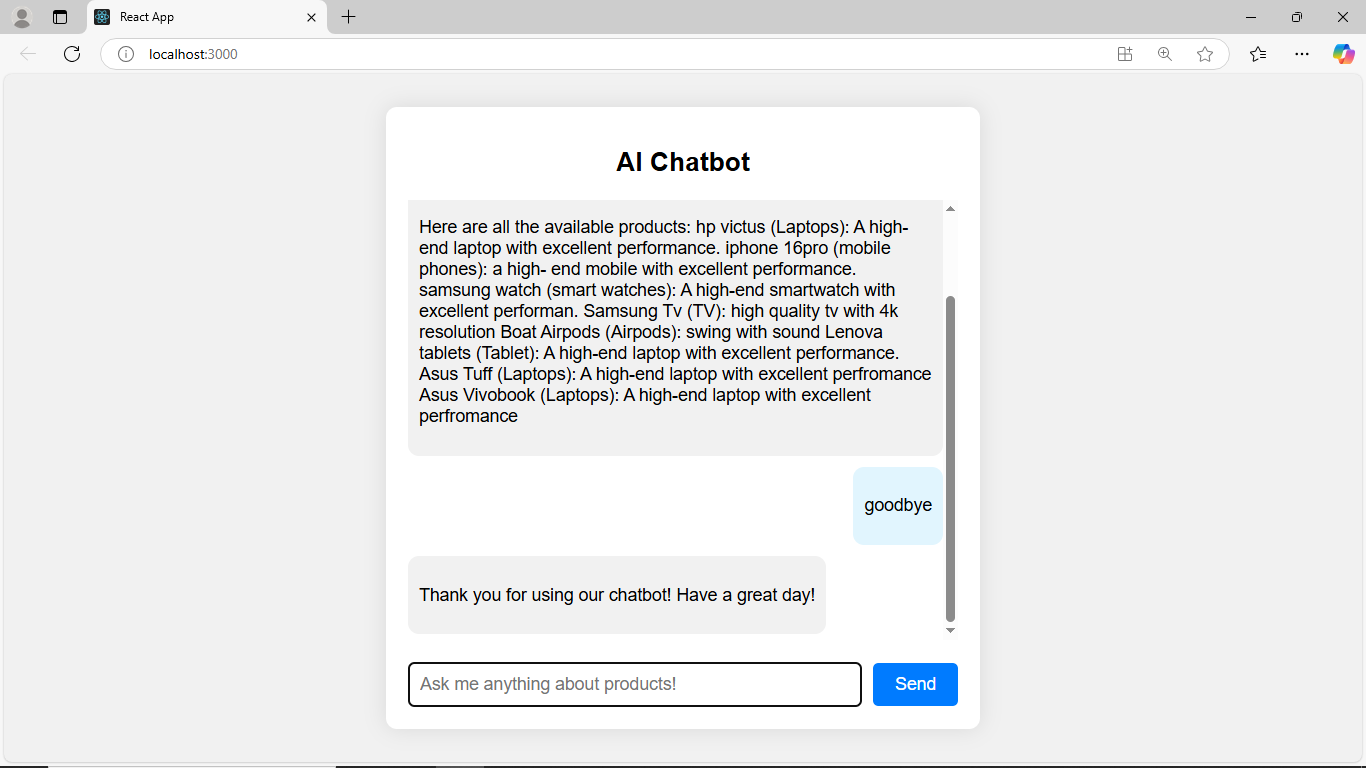 React App
localhost:3000
AI Chatbot
Here are all the available products: hp victus (Laptops): A high-
end laptop with excellent performance. iphone 16pro (mobile
phones): a high- end mobile with excellent performance.
samsung watch (smart watches): A high-end smartwatch with
excellent performan. Samsung Tv (TV): high quality tv with 4k
resolution Boat Airpods (Airpods): swing with sound Lenova
tablets (Tablet): A high-end laptop with excellent performance.
Asus Tuff (Laptops): A high-end laptop with excellent perfromance
Asus Vivobook (Laptops): A high-end laptop with excellent
perfromance
goodbye
Thank you for using our chatbot! Have a great day!
Ask me anything about products!
Send